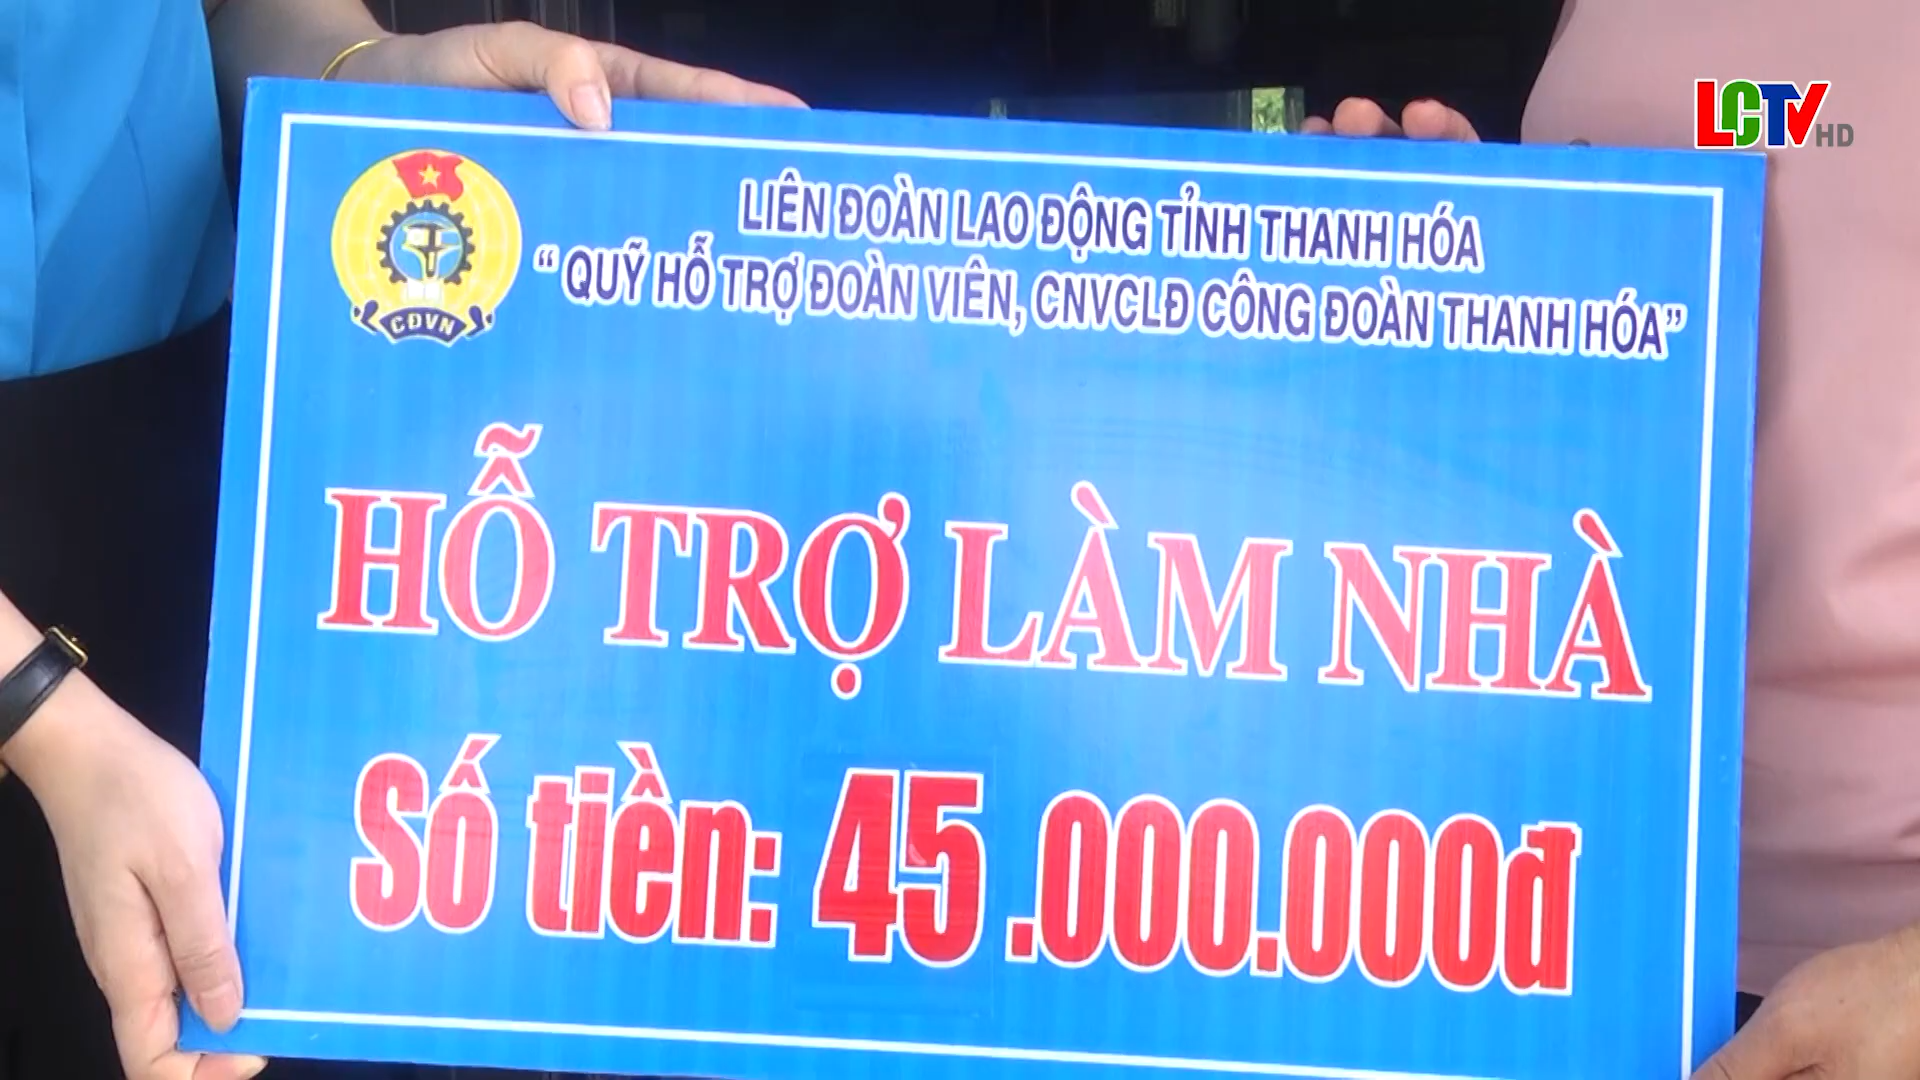 LCTV HD
LIÊN ĐOÀN LAO ĐỘNG TỈNH THANH HÓA
“ QUỸ HỖ TRỢ ĐOÀN VIÊN, CNVCLĐ CÔNG ĐOÀN THANH HÓA”
CĐVN
HỖ TRỢ LÀM NHÀ
Số tiền: 45.000.000đ